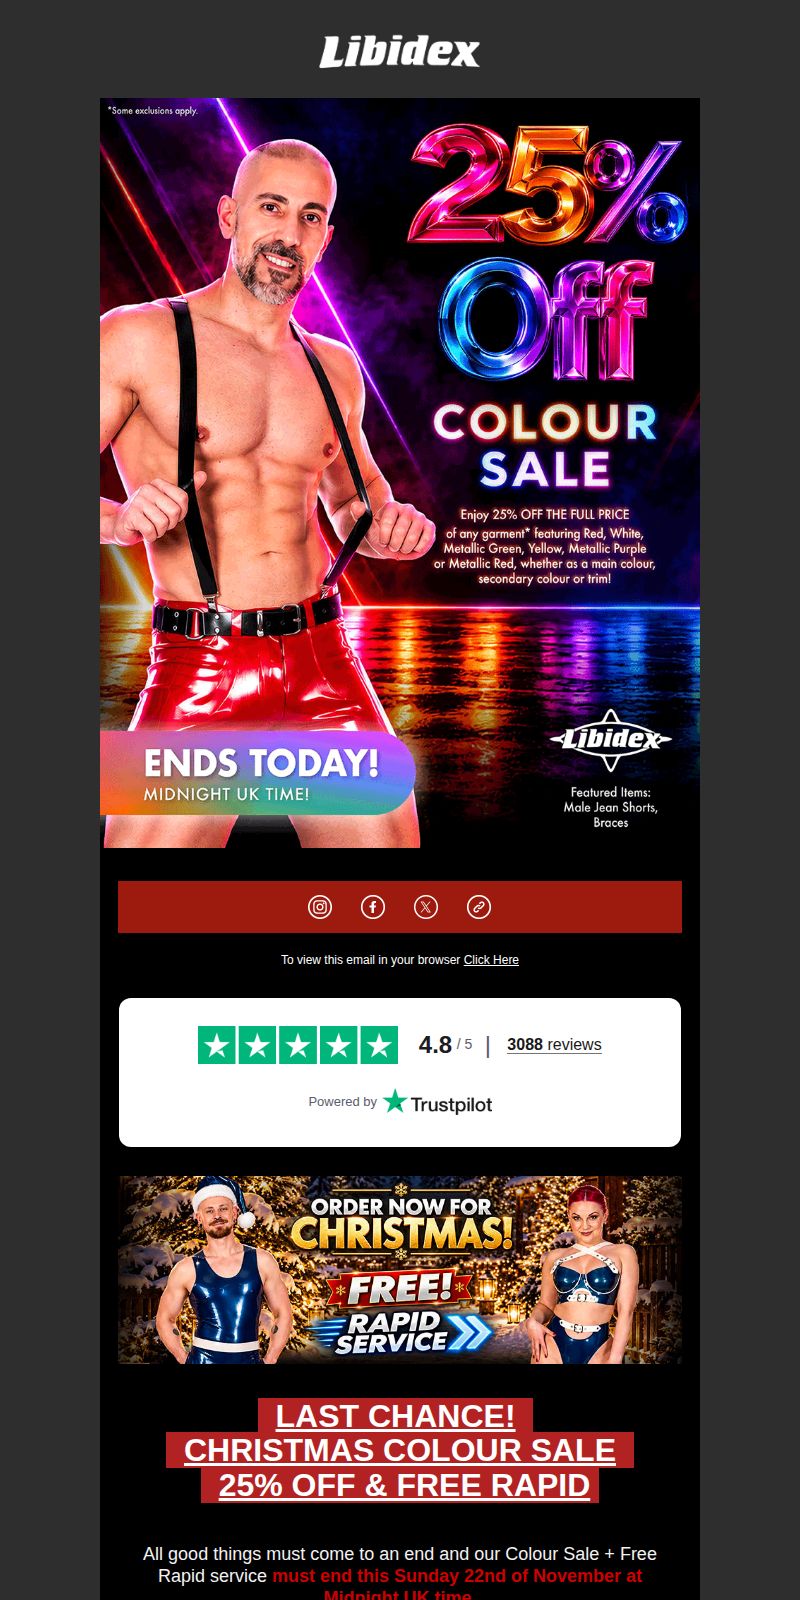 Libidex
*Some exclusions apply.
25%
Off
COLOUR
SALE
Enjoy 25% OFF THE FULL PRICE
of any garment* featuring Red, White,
Metallic Green, Yellow, Metallic Purple
or Metallic Red, whether as a main colour,
secondary colour or trim!
ENDS TODAY!
MIDNIGHT UK TIME!
Libidex
Featured Items:
Male Jean Shorts,
Braces
To view this email in your browser Click Here
4.8 / 5 | 3088 reviews
Powered by Trustpilot
ORDER NOW FOR
CHRISTMAS!
FREE!
RAPID
SERVICE
LAST CHANCE!
CHRISTMAS COLOUR SALE
25% OFF & FREE RAPID
All good things must come to an end and our Colour Sale + Free
Rapid service must end this Sunday 22nd of November at
Midnight UK time